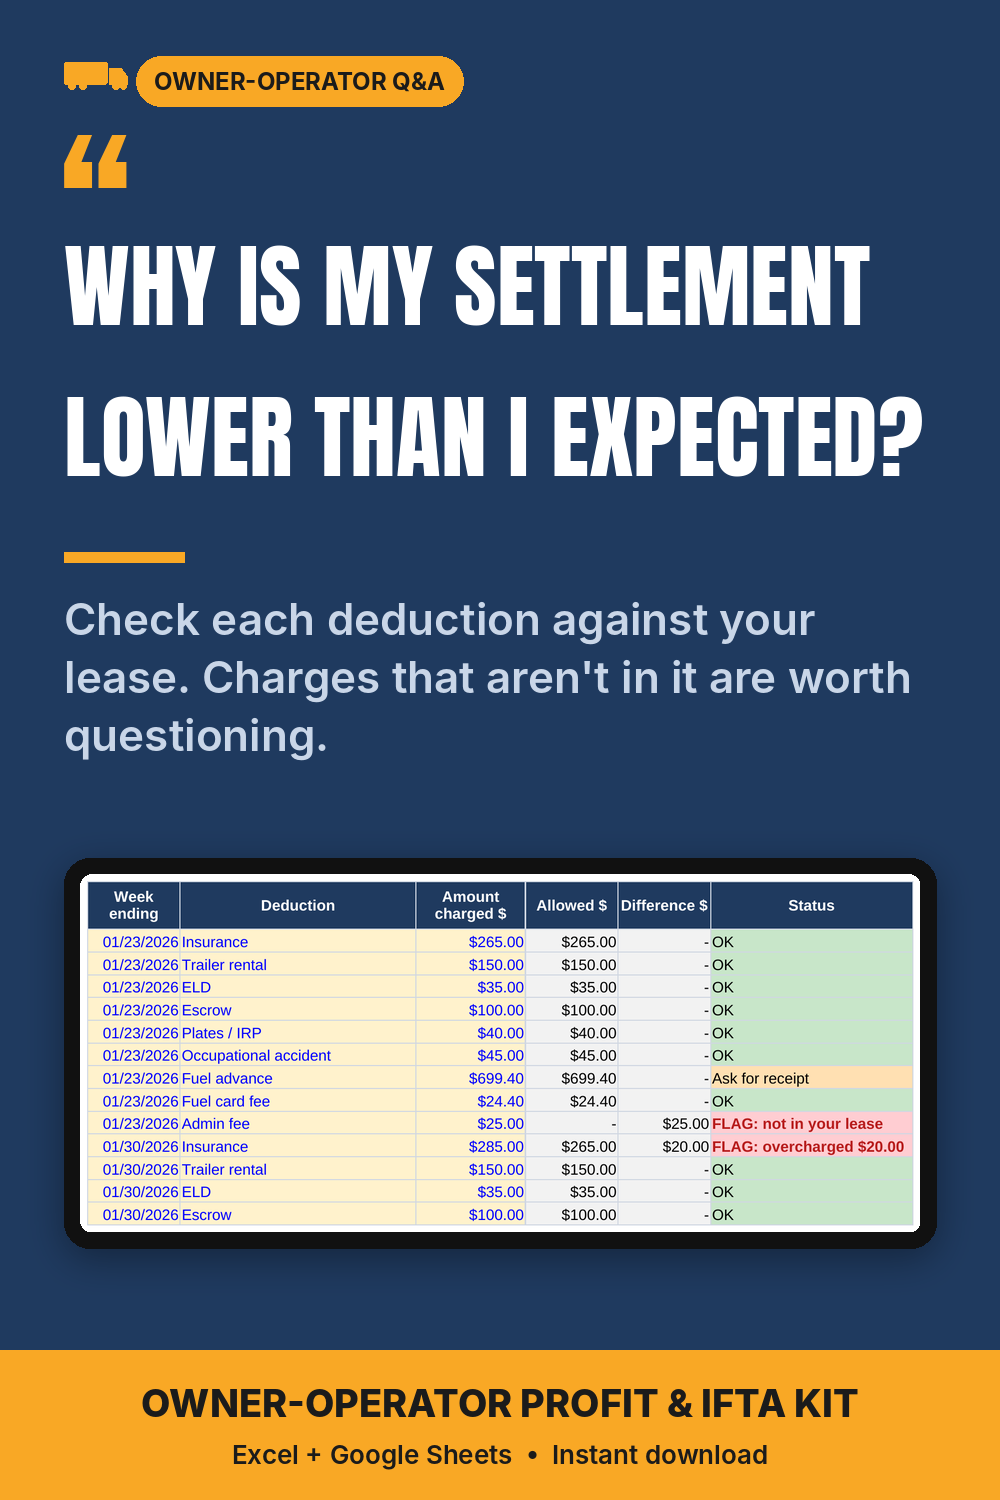 OWNER-OPERATOR Q&A
“
WHY IS MY SETTLEMENT
LOWER THAN I EXPECTED?
Check each deduction against your
lease. Charges that aren't in it are worth
questioning.
Week ending | Deduction | Amount charged $ | Allowed $ | Difference $ | Status
01/23/2026 Insurance $265.00 $265.00 - OK
01/23/2026 Trailer rental $150.00 $150.00 - OK
01/23/2026 ELD $35.00 $35.00 - OK
01/23/2026 Escrow $100.00 $100.00 - OK
01/23/2026 Plates / IRP $40.00 $40.00 - OK
01/23/2026 Occupational accident $45.00 $45.00 - OK
01/23/2026 Fuel advance $699.40 $699.40 - Ask for receipt
01/23/2026 Fuel card fee $24.40 $24.40 - OK
01/23/2026 Admin fee $25.00 - $25.00 FLAG: not in your lease
01/30/2026 Insurance $285.00 $265.00 $20.00 FLAG: overcharged $20.00
01/30/2026 Trailer rental $150.00 $150.00 - OK
01/30/2026 ELD $35.00 $35.00 - OK
01/30/2026 Escrow $100.00 $100.00 - OK
OWNER-OPERATOR PROFIT & IFTA KIT
Excel + Google Sheets • Instant download